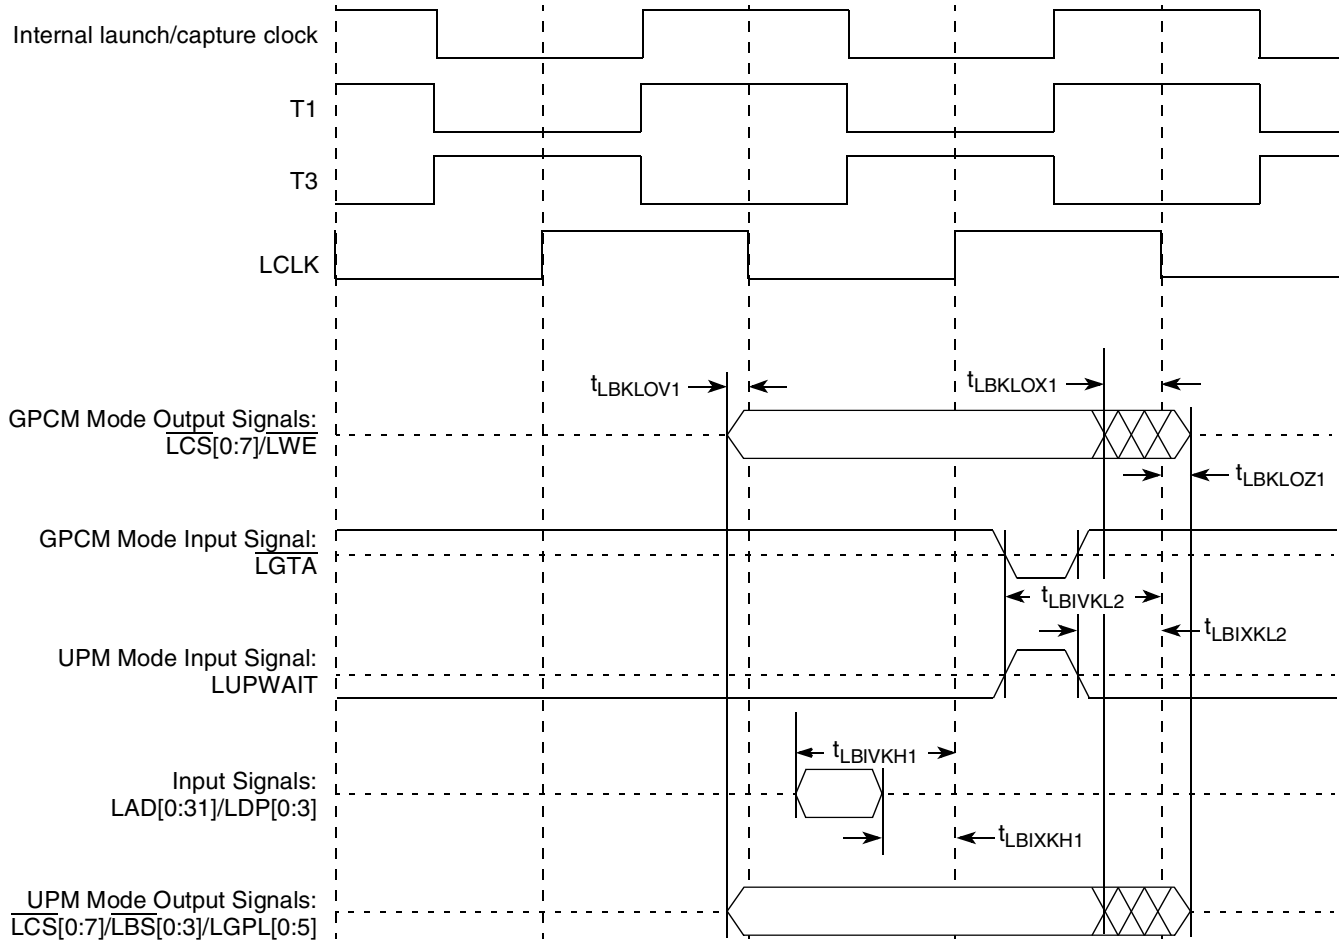 Internal launch/capture clock
T1
T3
LCLK
tLBKLOV1
tLBKLOX1
GPCM Mode Output Signals:
LCS[0:7]/LWE
tLBKLOZ1
GPCM Mode Input Signal:
LGTA
tLBIVKL2
tLBIXKL2
UPM Mode Input Signal:
LUPWAIT
tLBIVKH1
Input Signals:
LAD[0:31]/LDP[0:3]
tLBIXKH1
UPM Mode Output Signals:
LCS[0:7]/LBS[0:3]/LGPL[0:5]